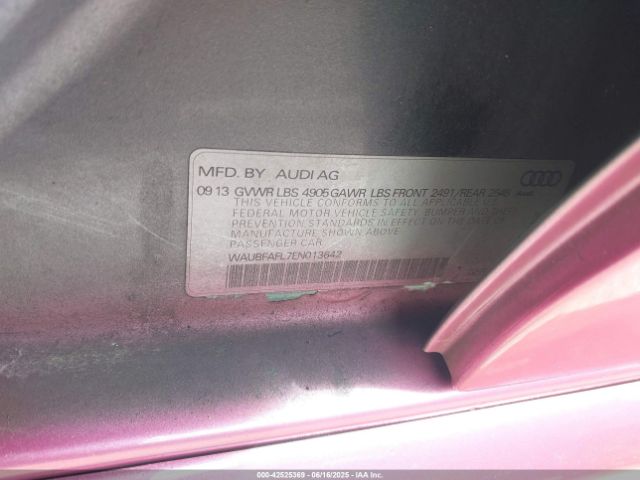 MFD. BY AUDI AG
09 13 GVWR LBS 4905 GAWR LBS FRONT 2491/REAR 2546 Audi
THIS VEHICLE CONFORMS TO ALL APPLICABLE
FEDERAL MOTOR VEHICLE SAFETY, BUMPER AND THEFT
PREVENTION STANDARDS IN EFFECT ON THE DATE OF
MANUFACTURE SHOWN ABOVE.
PASSENGER CAR
WAUBFAFL7EN013642
000-42525369 06/16/2025 IAA Inc.